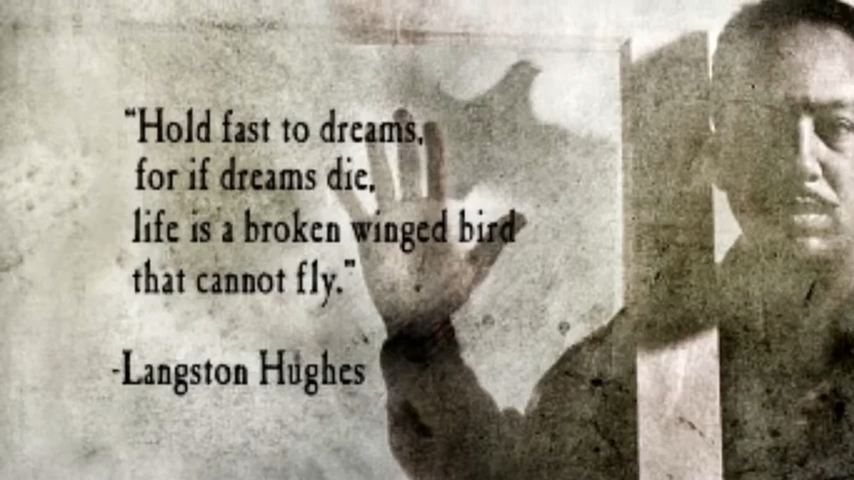 “Hold fast to dreams,
for if dreams die,
life is a broken winged bird
that cannot fly.”
-Langston Hughes